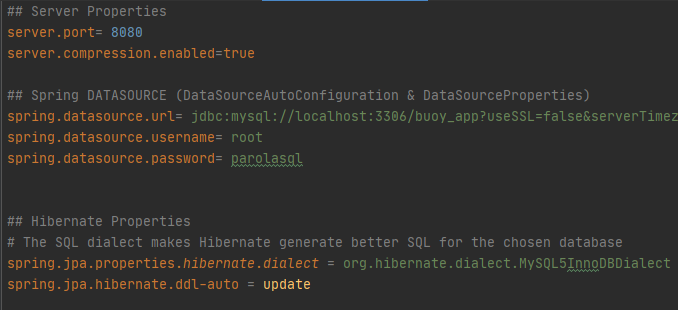 ## Server Properties
server.port= 8080
server.compression.enabled=true
## Spring DATASOURCE (DataSourceAutoConfiguration & DataSourceProperties)
spring.datasource.url= jdbc:mysql://localhost:3306/buoy_app?useSSL=false&serverTimez
spring.datasource.username= root
spring.datasource.password= parolasql
## Hibernate Properties
# The SQL dialect makes Hibernate generate better SQL for the chosen database
spring.jpa.properties.hibernate.dialect = org.hibernate.dialect.MySQL5InnoDBDialect
spring.jpa.hibernate.ddl-auto = update